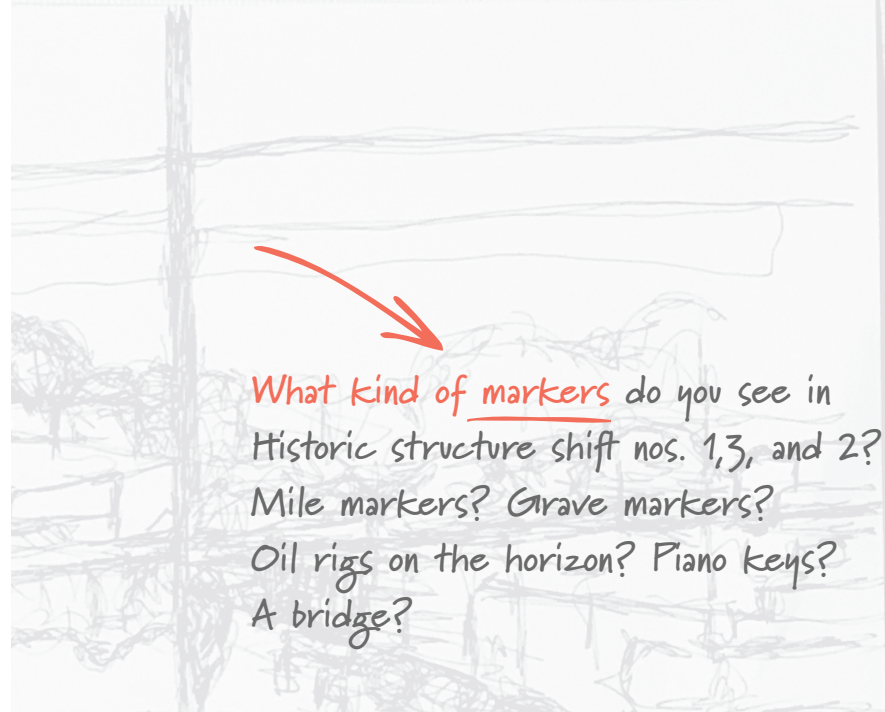 What kind of markers do you see in
Historic structure shift nos. 1,3, and 2?
Mile markers? Grave markers?
Oil rigs on the horizon? Piano keys?
A bridge?